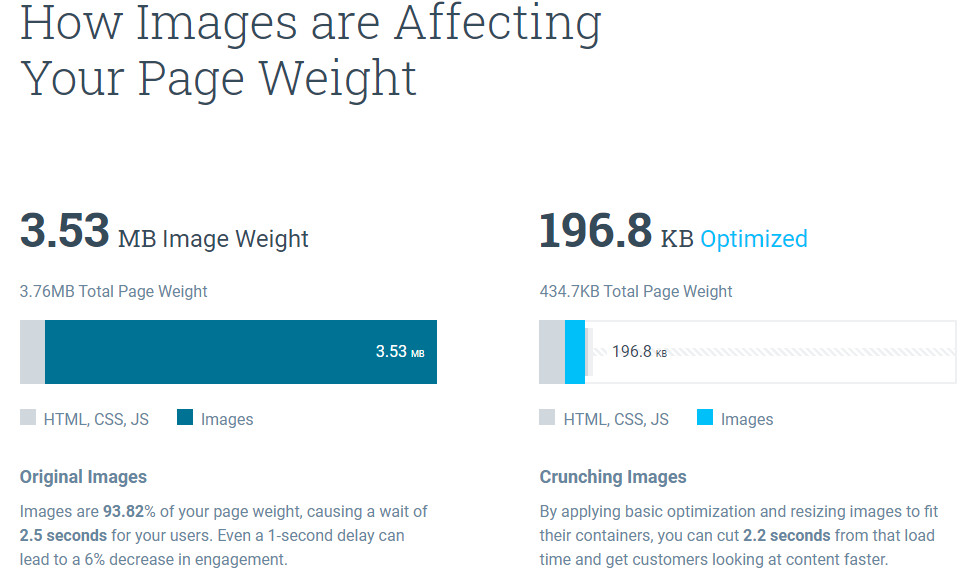 How Images are Affecting
Your Page Weight
3.53 MB Image Weight
3.76MB Total Page Weight
3.53 MB
HTML, CSS, JS Images
Original Images
Images are 93.82% of your page weight, causing a wait of
2.5 seconds for your users. Even a 1-second delay can
lead to a 6% decrease in engagement.
196.8 KB Optimized
434.7KB Total Page Weight
196.8 KB
HTML, CSS, JS Images
Crunching Images
By applying basic optimization and resizing images to fit
their containers, you can cut 2.2 seconds from that load
time and get customers looking at content faster.